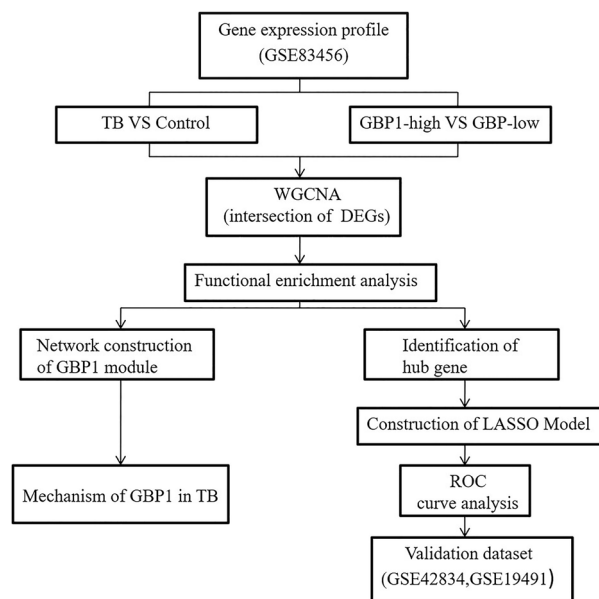 Gene expression profile
(GSE83456)
TB VS Control
GBP1-high VS GBP-low
WGCNA
(intersection of DEGs)
Functional enrichment analysis
Network construction
of GBP1 module
Identification of
hub gene
Construction of LASSO Model
Mechanism of GBP1 in TB
ROC
curve analysis
Validation dataset
(GSE42834,GSE19491)